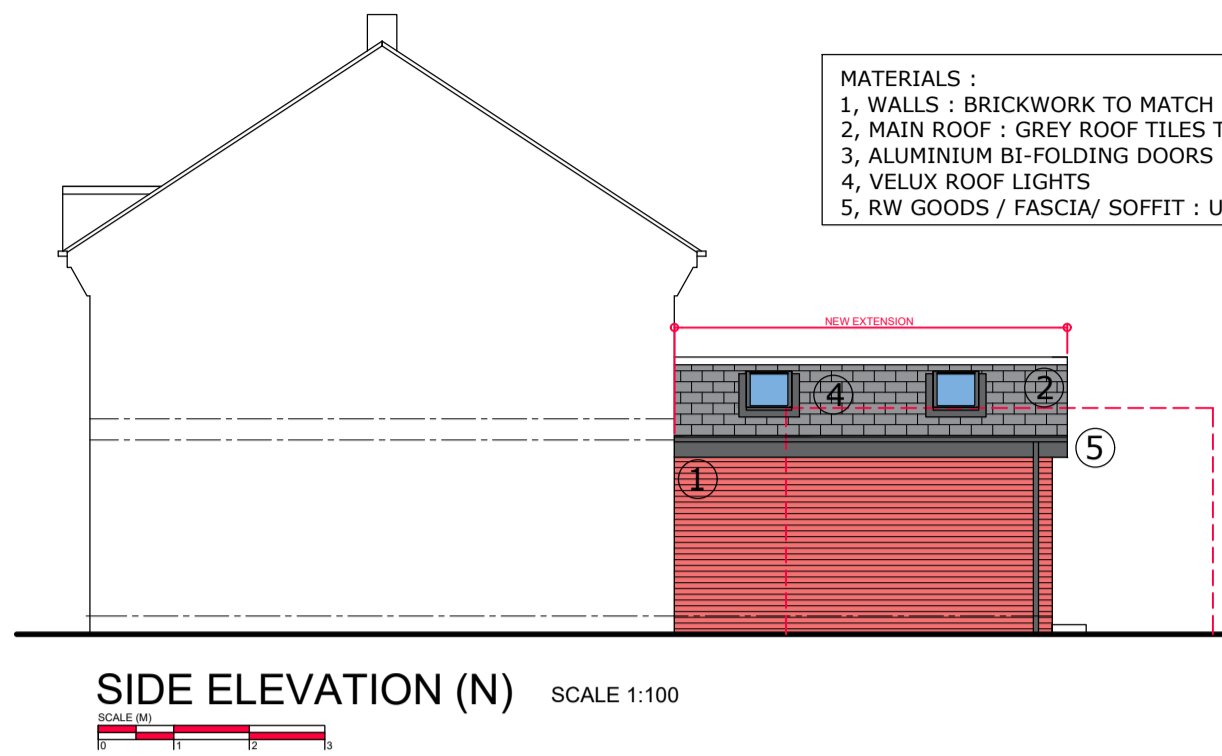 MATERIALS :
1, WALLS : BRICKWORK TO MATCH
2, MAIN ROOF : GREY ROOF TILES T
3, ALUMINIUM BI-FOLDING DOORS
4, VELUX ROOF LIGHTS
5, RW GOODS / FASCIA/ SOFFIT : U
NEW EXTENSION
4
2
5
1
SIDE ELEVATION (N) SCALE 1:100
SCALE (M)
0 1 2 3